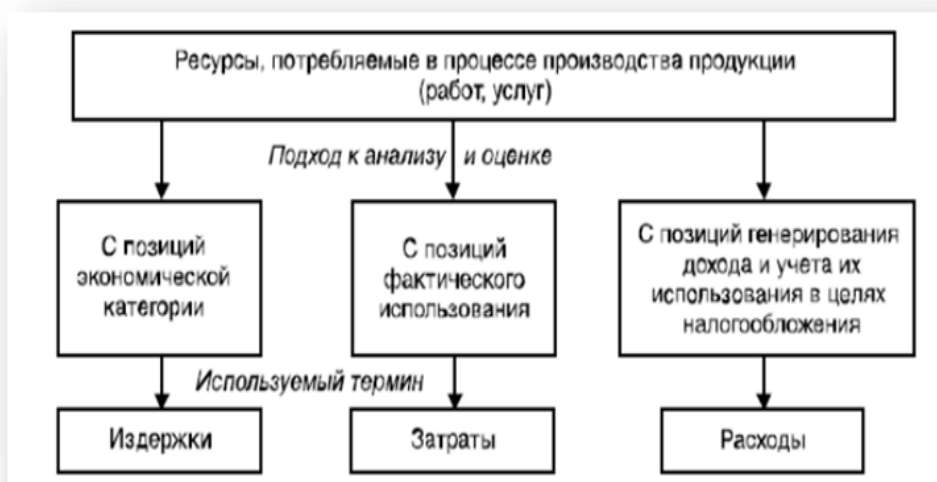 Ресурсы, потребляемые в процессе производства продукции
(работ, услуг)
Подход к анализу и оценке
С позиций
экономической
категории
С позиций
фактического
использования
С позиций генерирования
дохода и учета их
использования в целях
налогообложения
Используемый термин
Издержки
Затраты
Расходы